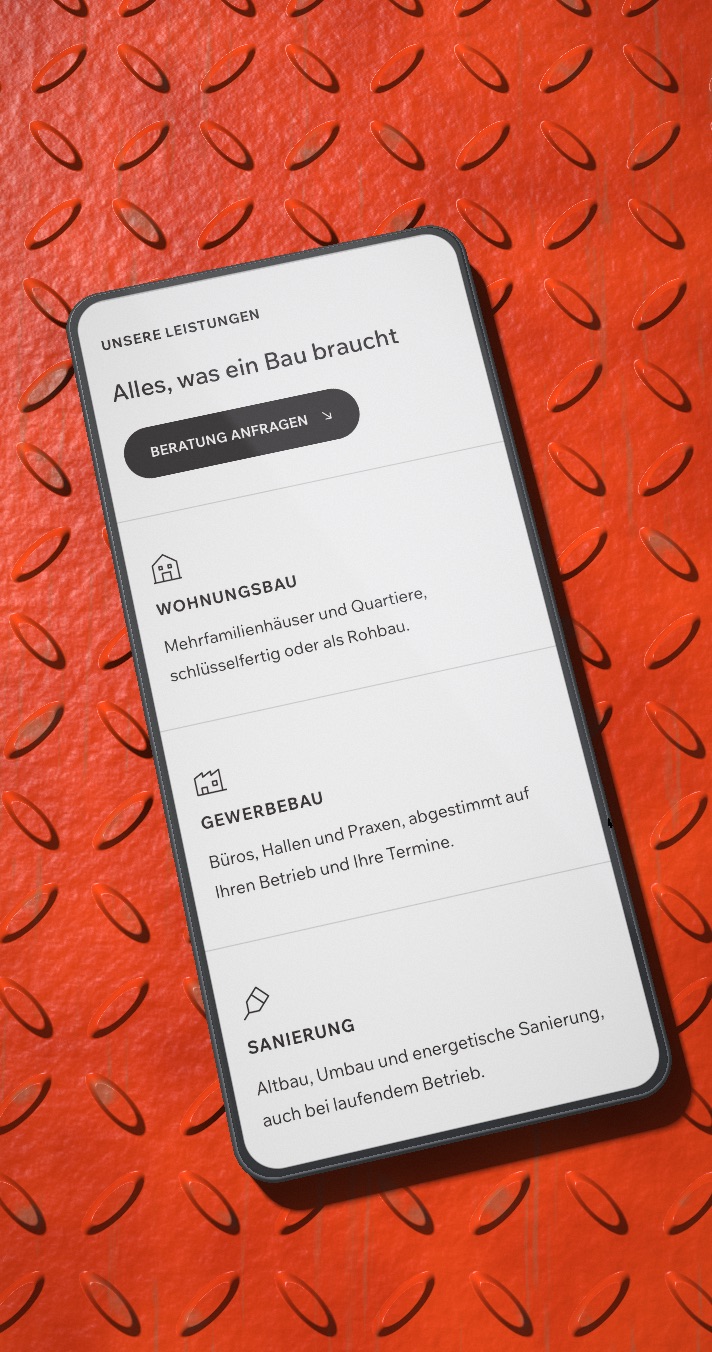 UNSERE LEISTUNGEN
Alles, was ein Bau braucht
BERATUNG ANFRAGEN
WOHNUNGSBAU
Mehrfamilienhäuser und Quartiere,
schlüsselfertig oder als Rohbau.
GEWERBEBAU
Büros, Hallen und Praxen, abgestimmt auf
Ihren Betrieb und Ihre Termine.
SANIERUNG
Altbau, Umbau und energetische Sanierung,
auch bei laufendem Betrieb.